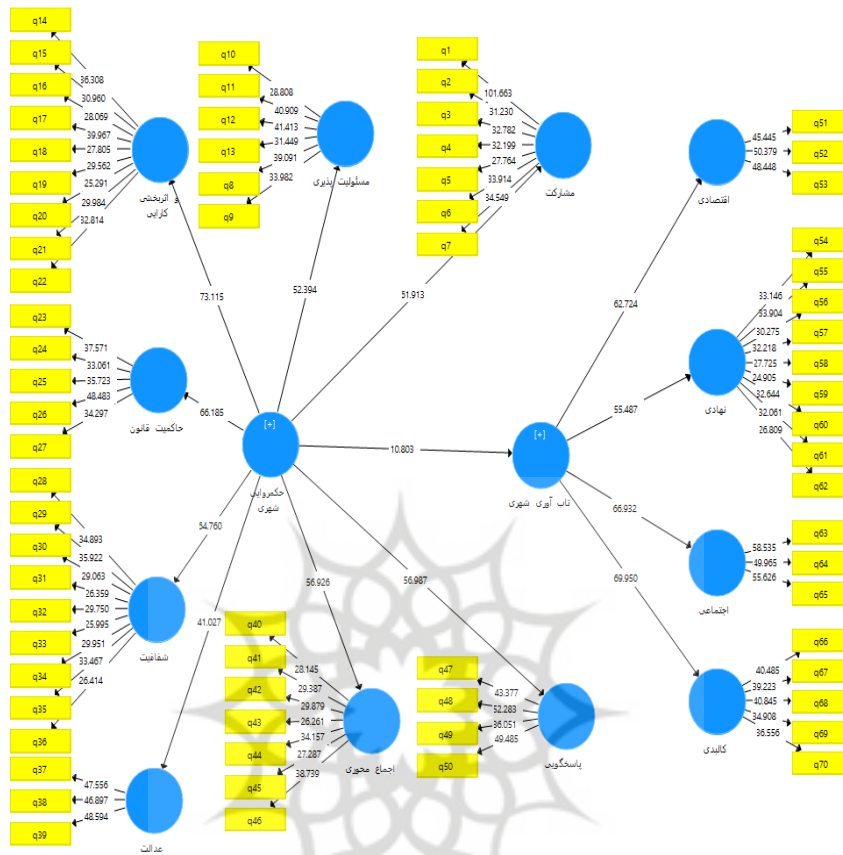 q14
q15
q16
q17
q18
q19
q20
q21
q22
36.308
30.960
28.069
39.967
27.805
29.562
25.291
29.984
32.814
و اثربخشی
کارایی
q10
q11
q12
q13
q8
q9
28.808
40.909
41.413
31.449
39.091
33.982
مسئولیت پذیری
q1
q2
q3
q4
q5
q6
q7
101.663
31.230
32.782
32.199
27.764
33.914
34.549
مشارکت
q51
q52
q53
45.445
50.379
48.448
اقتصادی
q54
q55
q56
q57
q58
q59
q60
q61
q62
33.146
33.904
30.275
32.218
27.725
24.905
32.644
32.061
26.809
نهادی
73.115
52.394
51.913
62.724
55.487
q23
q24
q25
q26
q27
37.571
33.061
35.723
48.483
34.297
حاکمیت قانون
66.185
[+]
حکمروایی
شهری
10.803
[+]
تاب آوری شهری
66.932
69.950
q28
q29
q30
q31
q32
q33
q34
q35
q36
34.893
35.922
29.063
26.359
29.750
25.995
29.951
33.467
26.414
شفافیت
54.760
41.027
56.926
56.987
q63
q64
q65
58.535
49.965
55.626
اجتماعی
q40
q41
q42
q43
q44
q45
q46
28.145
29.387
29.879
26.261
34.157
27.287
38.739
اجماع محوری
q47
q48
q49
q50
43.377
52.283
36.051
49.485
پاسخگویی
q66
q67
q68
q69
q70
40.485
39.223
40.845
34.908
36.556
کالبدی
q37
q38
q39
47.556
46.897
48.594
عدالت